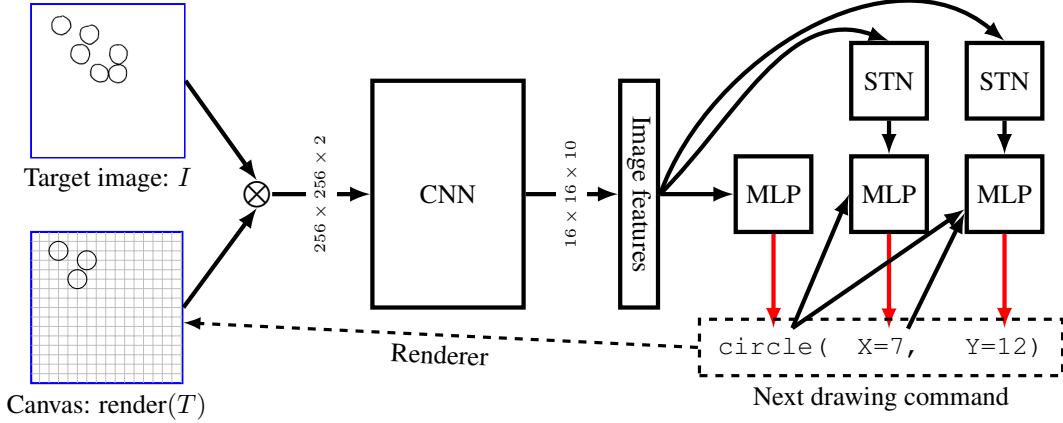 Target image: I
Canvas: render(T)
256 × 256 × 2
CNN
16 × 16 × 10
Image features
STN
STN
MLP
MLP
MLP
circle( X=7, Y=12)
Renderer
Next drawing command